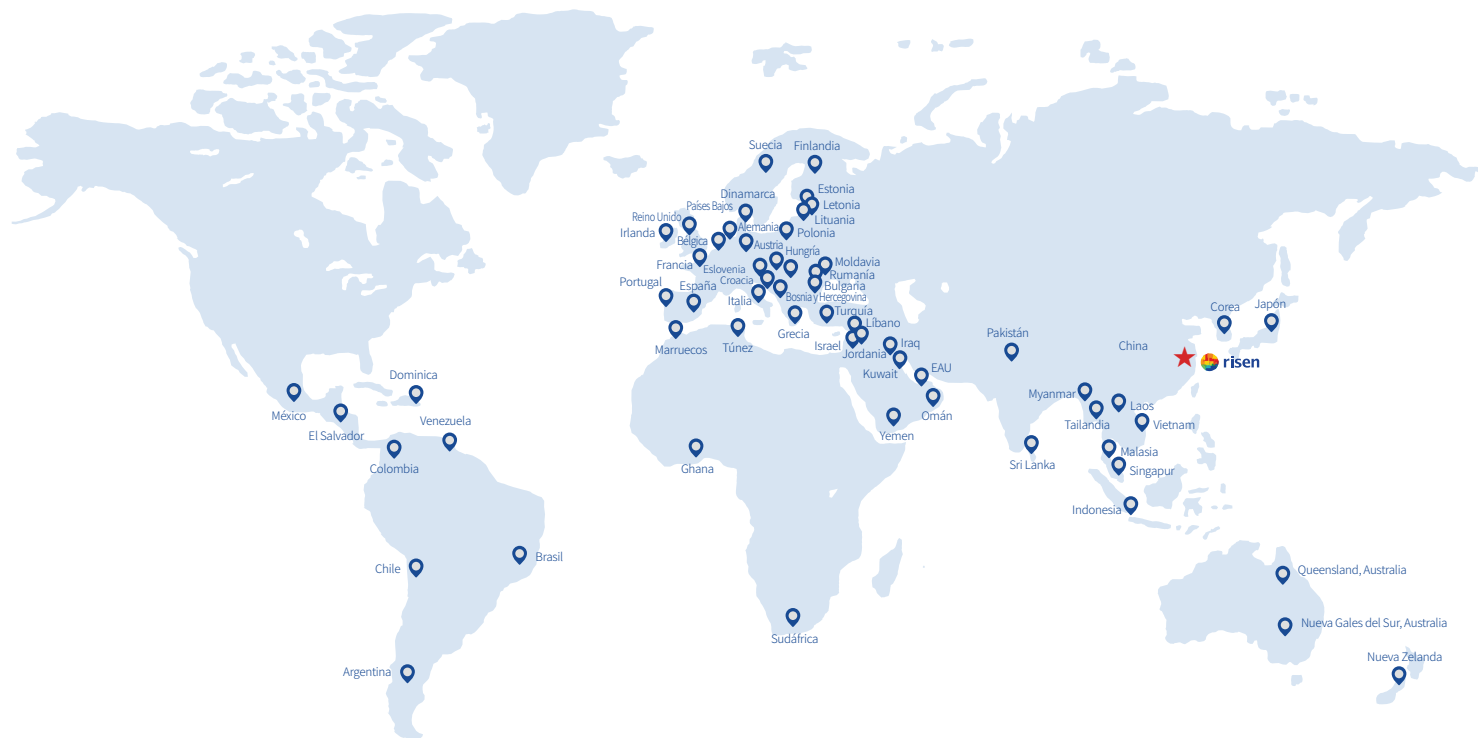 Suecia
Finlandia
Dinamarca
Estonia
Países Bajos
Letonia
Reino Unido
Lituania
Irlanda
Alemania
Polonia
Bélgica
Austria
Hungría
Francia
Eslovenia
Moldavia
Rumanía
Portugal
España
Croacia
Bulgaria
Italia
Bosnia y Hercegovina
Turquía
Líbano
Grecia
Marruecos
Túnez
Israel
Jordania
Iraq
Kuwait
EAU
Omán
Yemen
Pakistán
China
Corea
Japón
risen
Myanmar
Laos
Tailandia
Vietnam
Malasia
Singapur
Sri Lanka
Indonesia
Dominica
México
El Salvador
Venezuela
Colombia
Ghana
Brasil
Chile
Argentina
Sudáfrica
Queensland, Australia
Nueva Gales del Sur, Australia
Nueva Zelanda